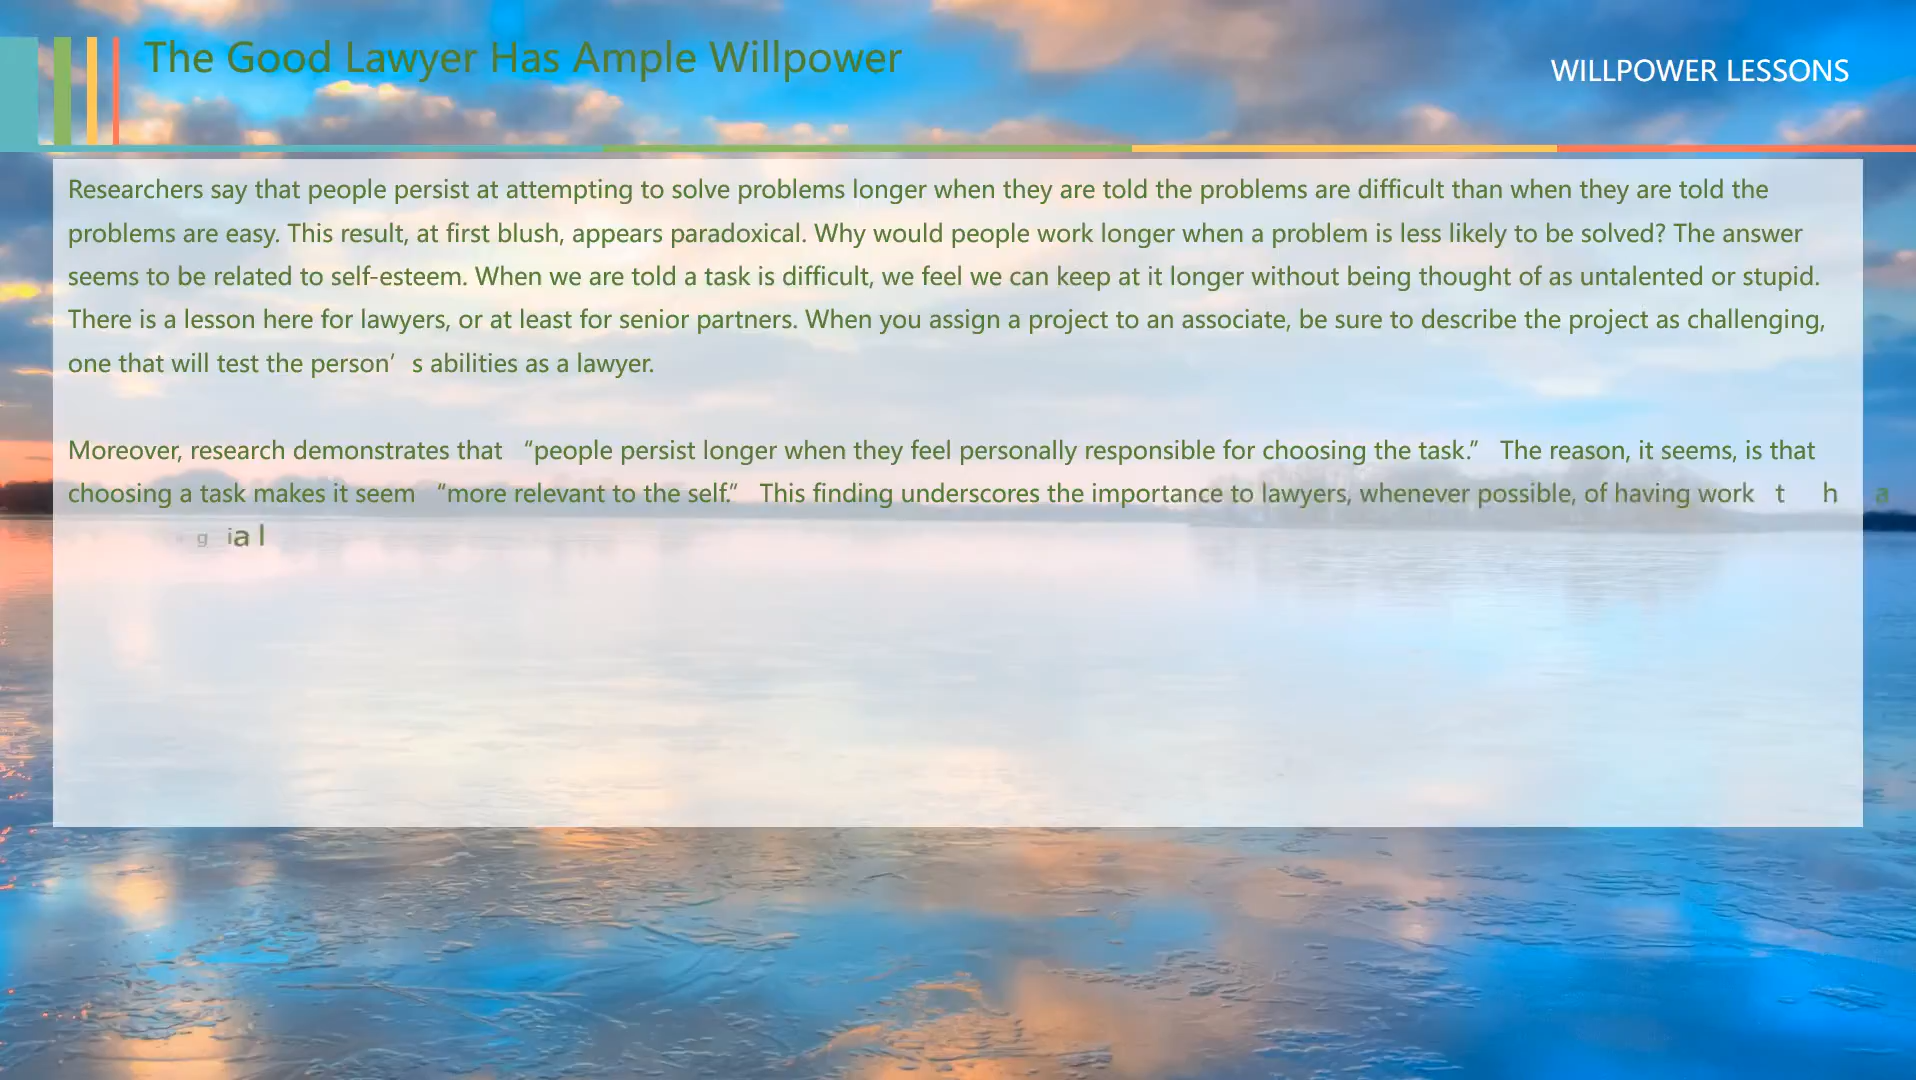 The Good Lawyer Has Ample Willpower
WILLPOWER LESSONS
Researchers say that people persist at attempting to solve problems longer when they are told the problems are difficult than when they are told the
problems are easy. This result, at first blush, appears paradoxical. Why would people work longer when a problem is less likely to be solved? The answer
seems to be related to self-esteem. When we are told a task is difficult, we feel we can keep at it longer without being thought of as untalented or stupid.
There is a lesson here for lawyers, or at least for senior partners. When you assign a project to an associate, be sure to describe the project as challenging,
one that will test the person’s abilities as a lawyer.
Moreover, research demonstrates that “people persist longer when they feel personally responsible for choosing the task.” The reason, it seems, is that
choosing a task makes it seem “more relevant to the self.” This finding underscores the importance to lawyers, whenever possible, of having work t h a